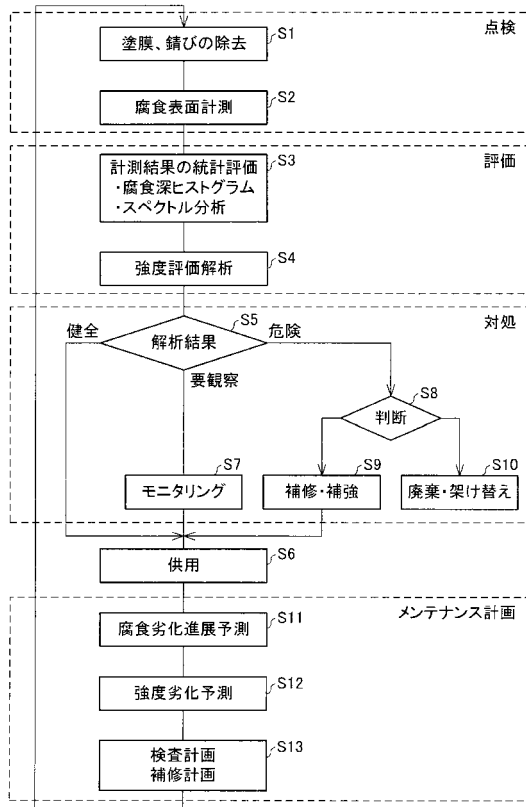 点検
塗膜、錆びの除去
S1
腐食表面計測
S2
評価
計測結果の統計評価
・腐食深ヒストグラム
・スペクトル分析
S3
強度評価解析
S4
対処
解析結果
S5
健全
危険
要観察
判断
S8
モニタリング
S7
補修・補強
S9
廃棄・架け替え
S10
供用
S6
メンテナンス計画
腐食劣化進展予測
S11
強度劣化予測
S12
検査計画
補修計画
S13